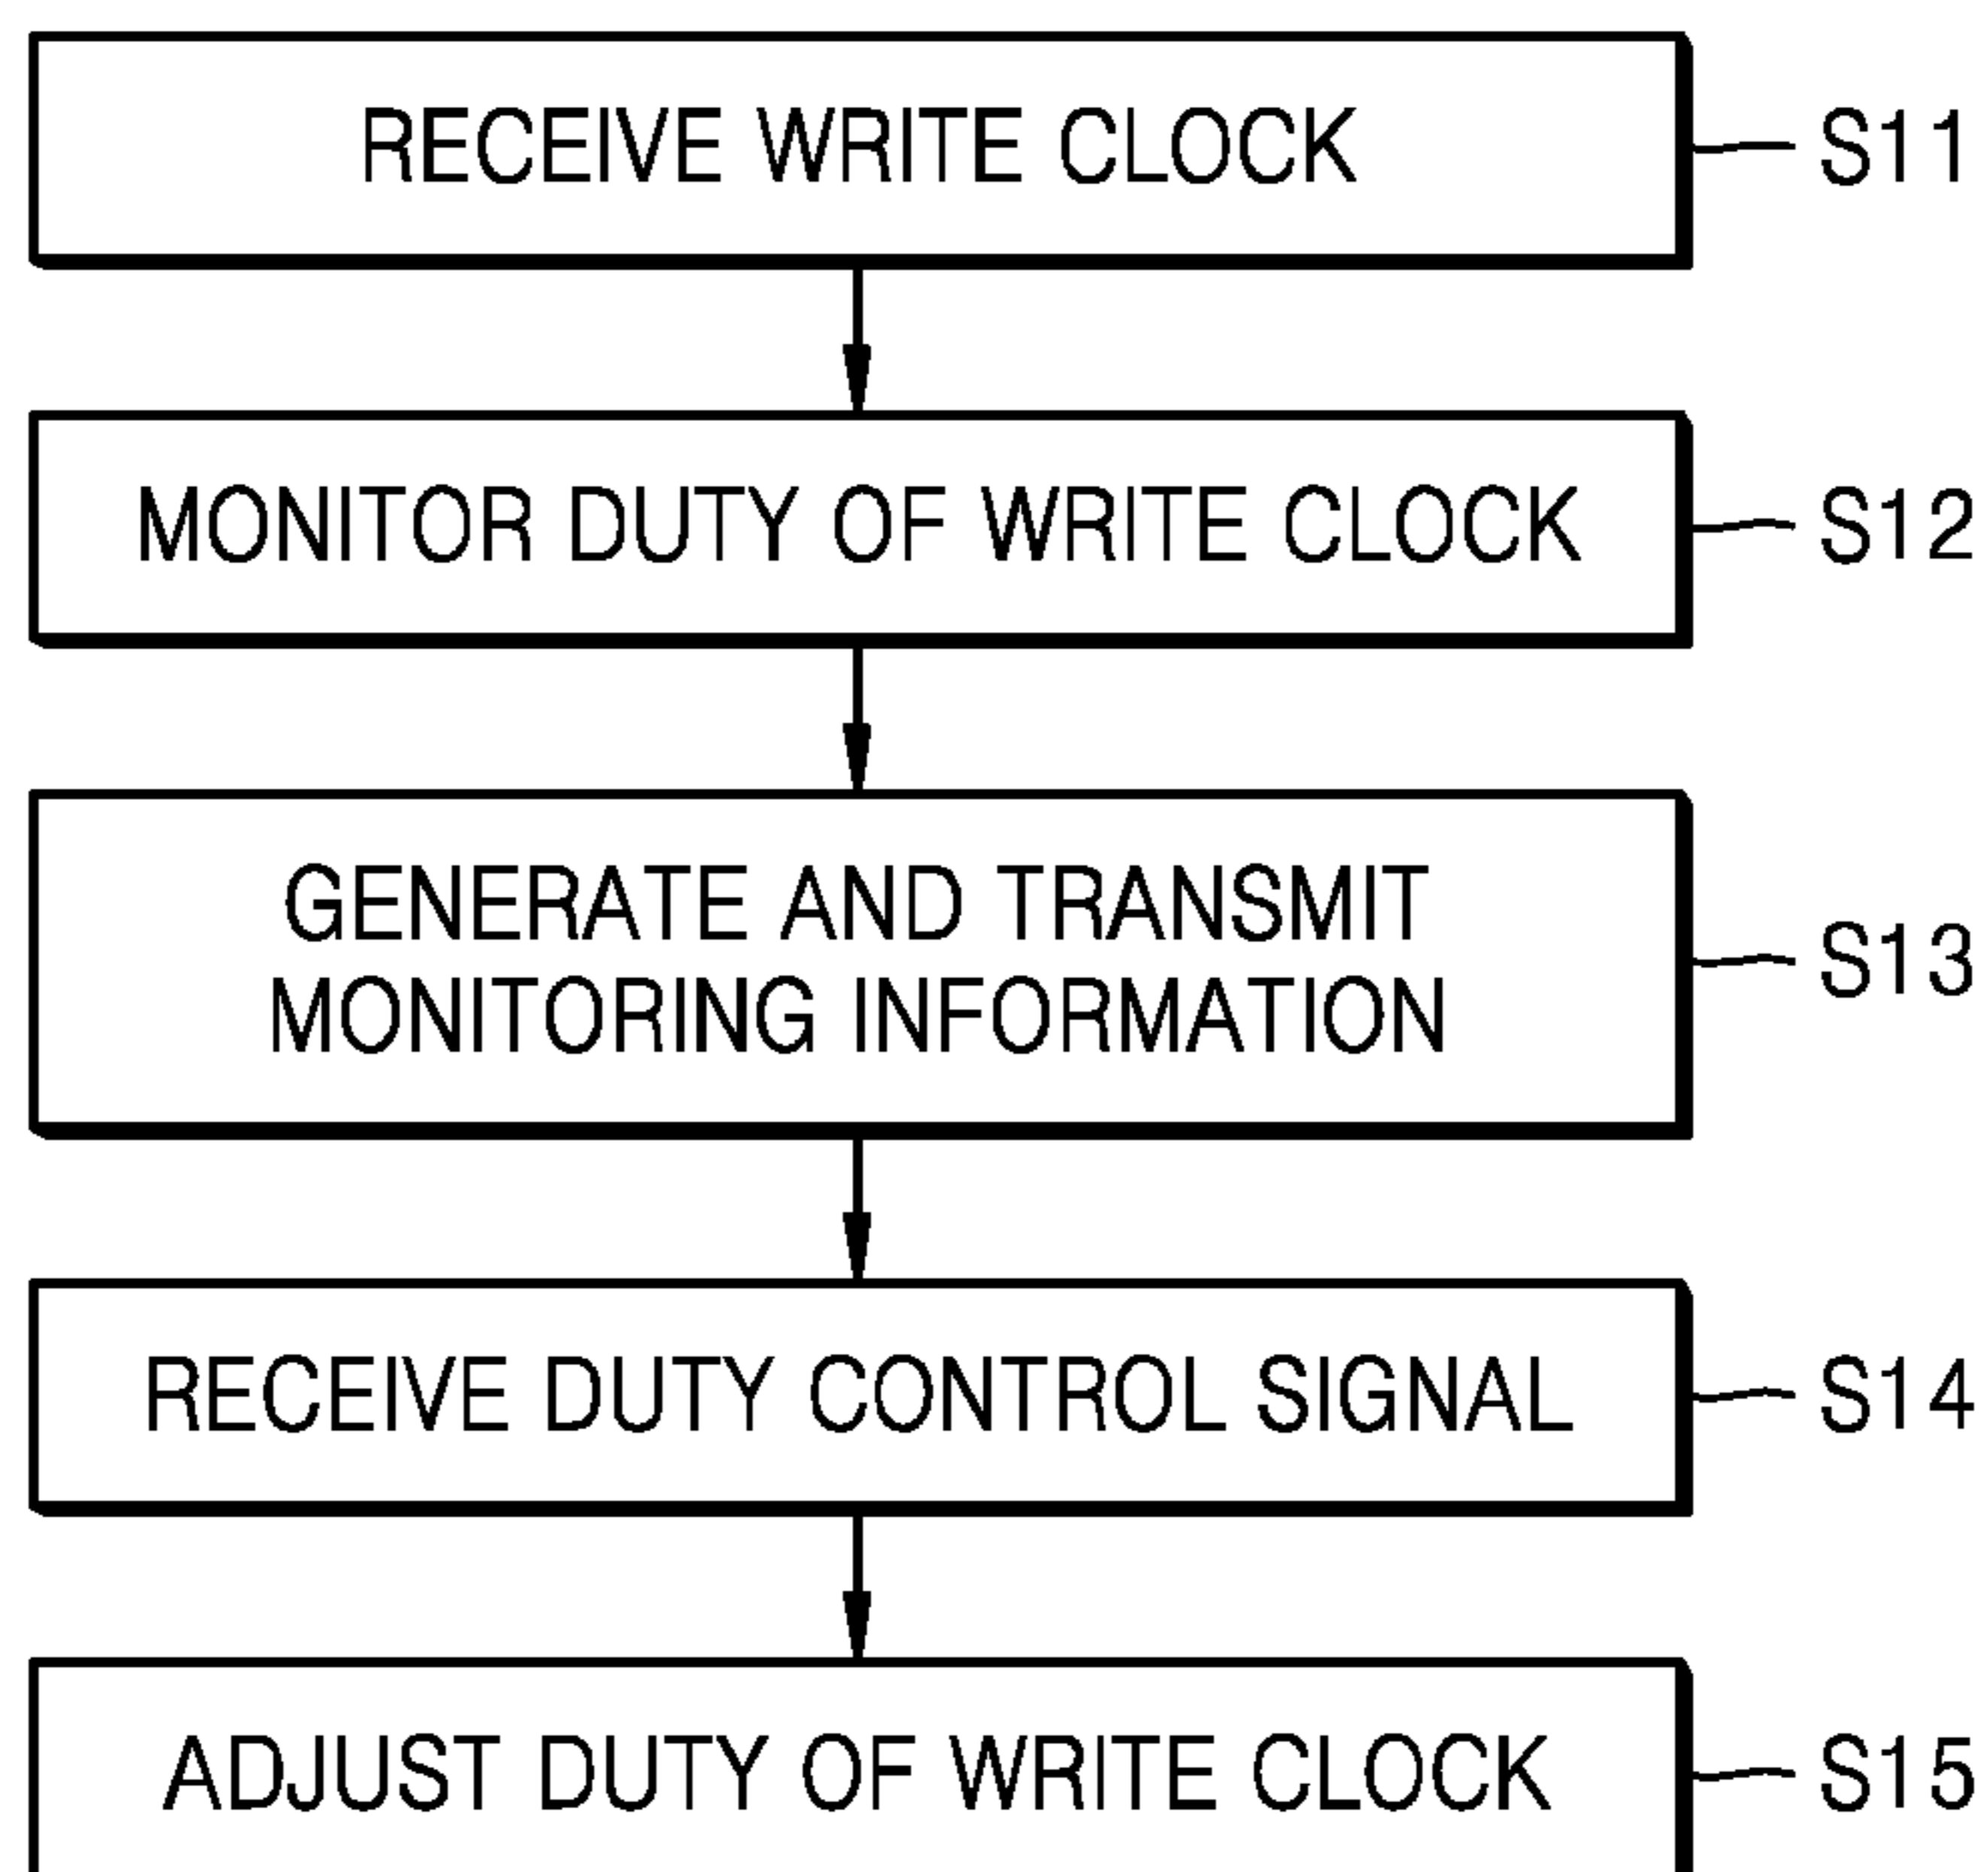 RECEIVE WRITE CLOCK
S11
MONITOR DUTY OF WRITE CLOCK
S12
GENERATE AND TRANSMIT
MONITORING INFORMATION
S13
RECEIVE DUTY CONTROL SIGNAL
S14
ADJUST DUTY OF WRITE CLOCK
S15